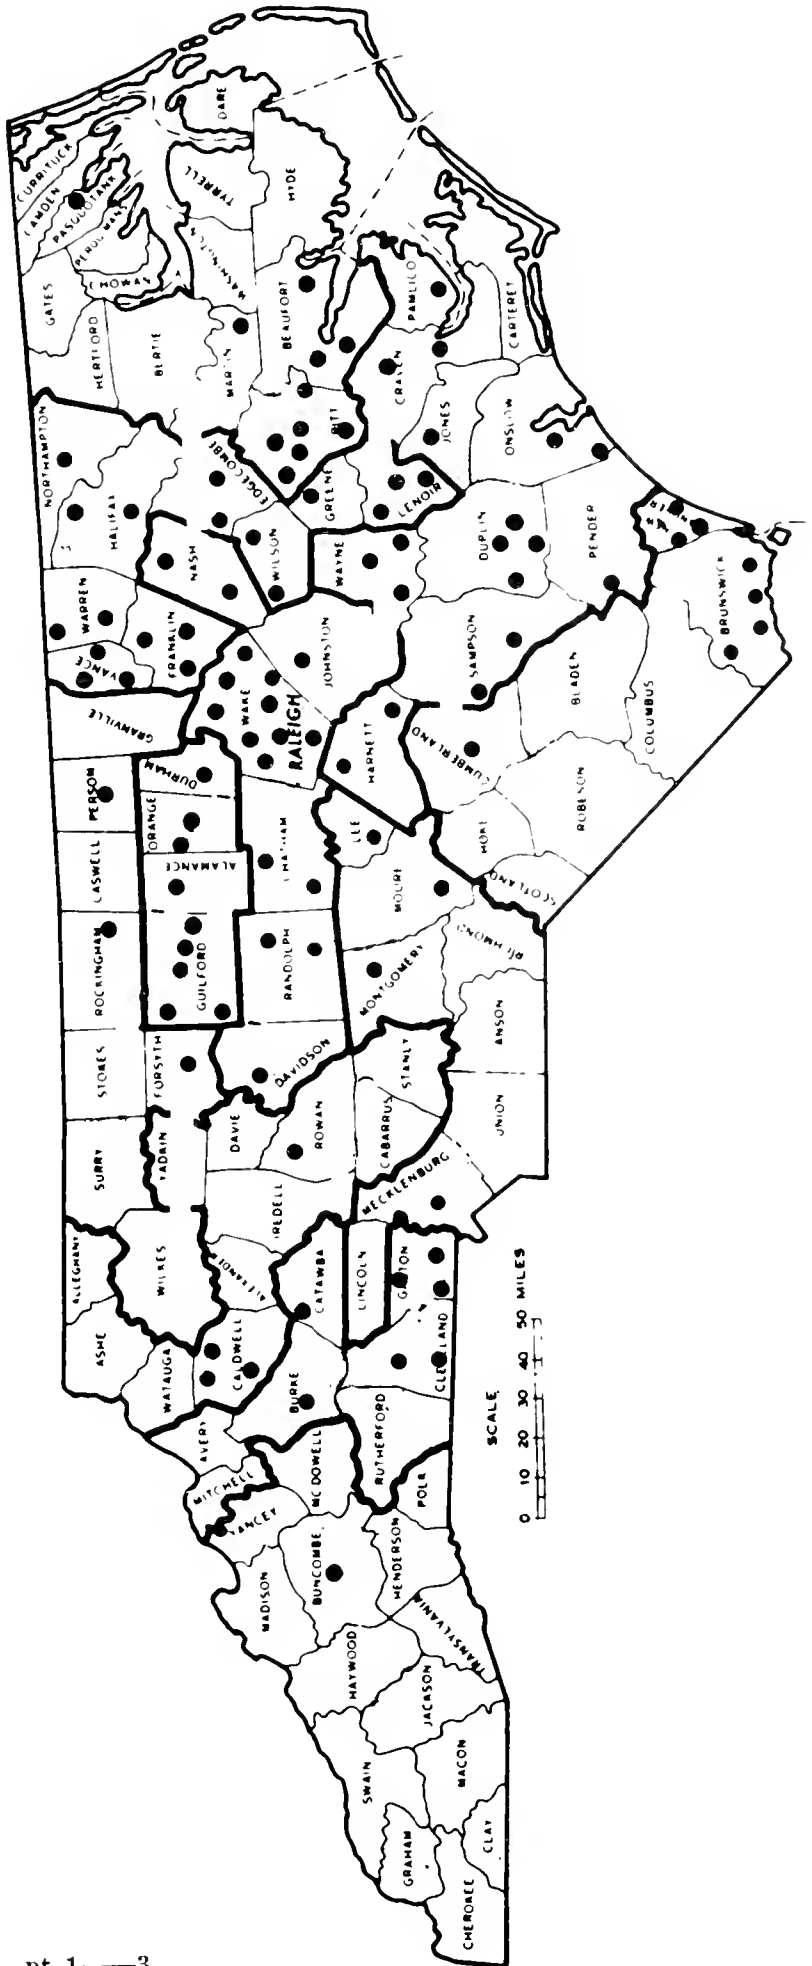 CURRITUCK
CAMDEN
PASQUOTANK
PERQUIMANS
CHOWAN
GATES
HERTFORD
BERTIE
NORTHAMPTON
HALIFAX
WARREN
VANCE
FRANKLIN
GRANVILLE
PERSON
CASWELL
ROCKINGHAM
STOKES
SURRY
ALLEGHANY
ASHE
WATAUGA
WILKES
YADKIN
FORSYTH
GUILFORD
ALAMANCE
ORANGE
DURHAM
WAKE
RALEIGH
NASH
EDGECOMBE
MARTIN
WASHINGTON
TYRRELL
DARE
HYDE
BEAUFORT
PITT
WILSON
GREENE
JOHNSTON
CHATHAM
RANDOLPH
DAVIDSON
DAVIE
IREDELL
ROWAN
ALEXANDER
CALDWELL
AVERY
MITCHELL
YANCEY
MADISON
BUNCOMBE
MCDOWELL
BURKE
CATAWBA
LINCOLN
GASTON
CLEVELAND
RUTHERFORD
POLK
HENDERSON
TRANSYLVANIA
HAYWOOD
JACKSON
SWAIN
MACON
GRAHAM
CLAY
CHEROKEE
MECKLENBURG
CABARRUS
STANLY
UNION
ANSON
MONTGOMERY
RICHMOND
MOORE
LEE
HARNETT
HOKE
SCOTLAND
CUMBERLAND
ROBESON
SAMPSON
BLADEN
COLUMBUS
BRUNSWICK
PENDER
DUPLIN
WAYNE
LENOIR
CRAVEN
JONES
PAMLICO
CARTERET
ONSLOW
SCALE
0 10 20 30 40 50 MILES